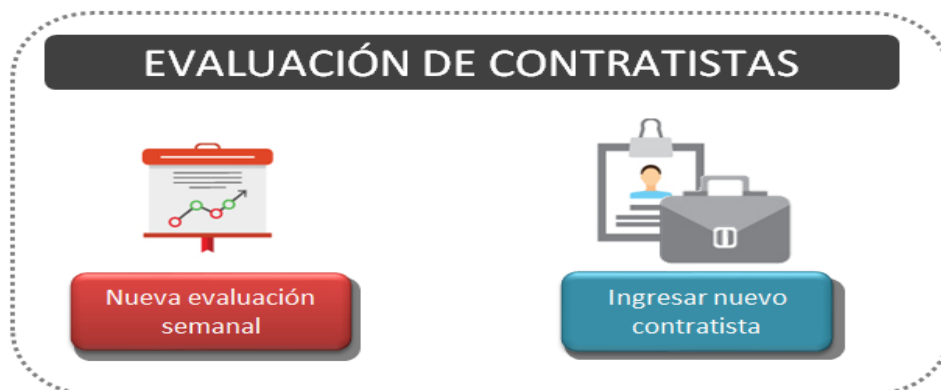 EVALUACIÓN DE CONTRATISTAS
Nueva evaluación
semanal
Ingresar nuevo
contratista